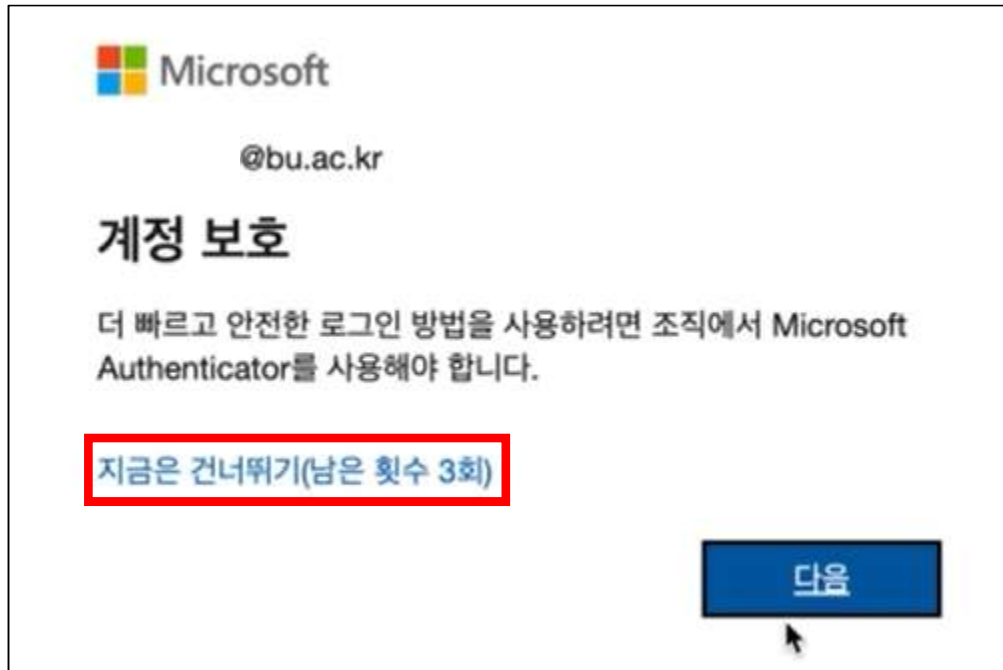 Microsoft
@bu.ac.kr
계정 보호
더 빠르고 안전한 로그인 방법을 사용하려면 조직에서 Microsoft
Authenticator를 사용해야 합니다.
지금은 건너뛰기(남은 횟수 3회)
다음